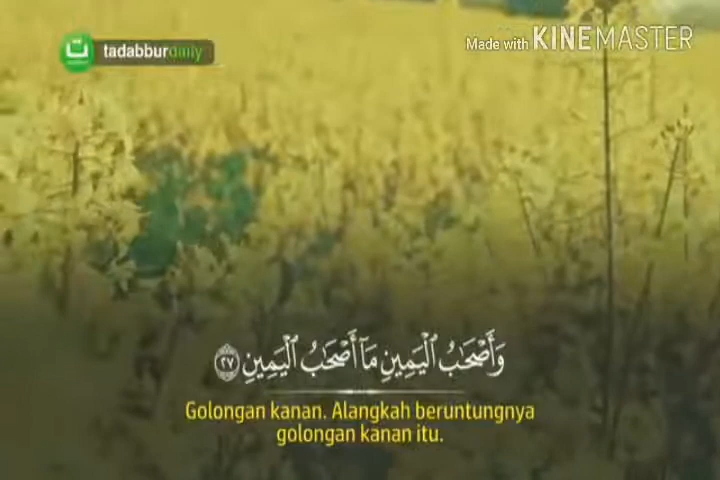 tadabburdaily
Made with KINEMASTER
وَأَصْحَٰبُ ٱلْيَمِينِ مَآ أَصْحَٰبُ ٱلْيَمِينِ ٢٧
Golongan kanan. Alangkah beruntungnya
golongan kanan itu.